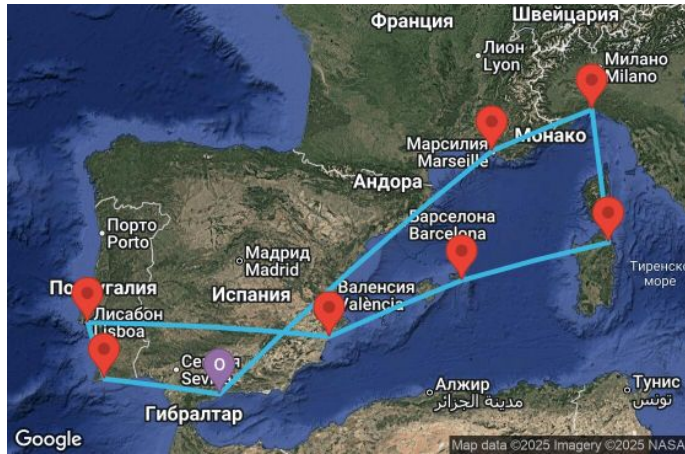 Франция
Швейцария
Лион
Lyon
Милано
Milano
Марсилия
Marseille
Монако
Андора
Барселона
Barcelona
Порто
Porto
Мадрид
Madrid
Тиренско
море
Португалия
Испания
Валенсия
València
Лисабон
Lisboa
O
Гибралтар
Алжир
مدينة الجزائر
Тунис
تونس
Google
Map data ©2025 Imagery ©2025 NASA